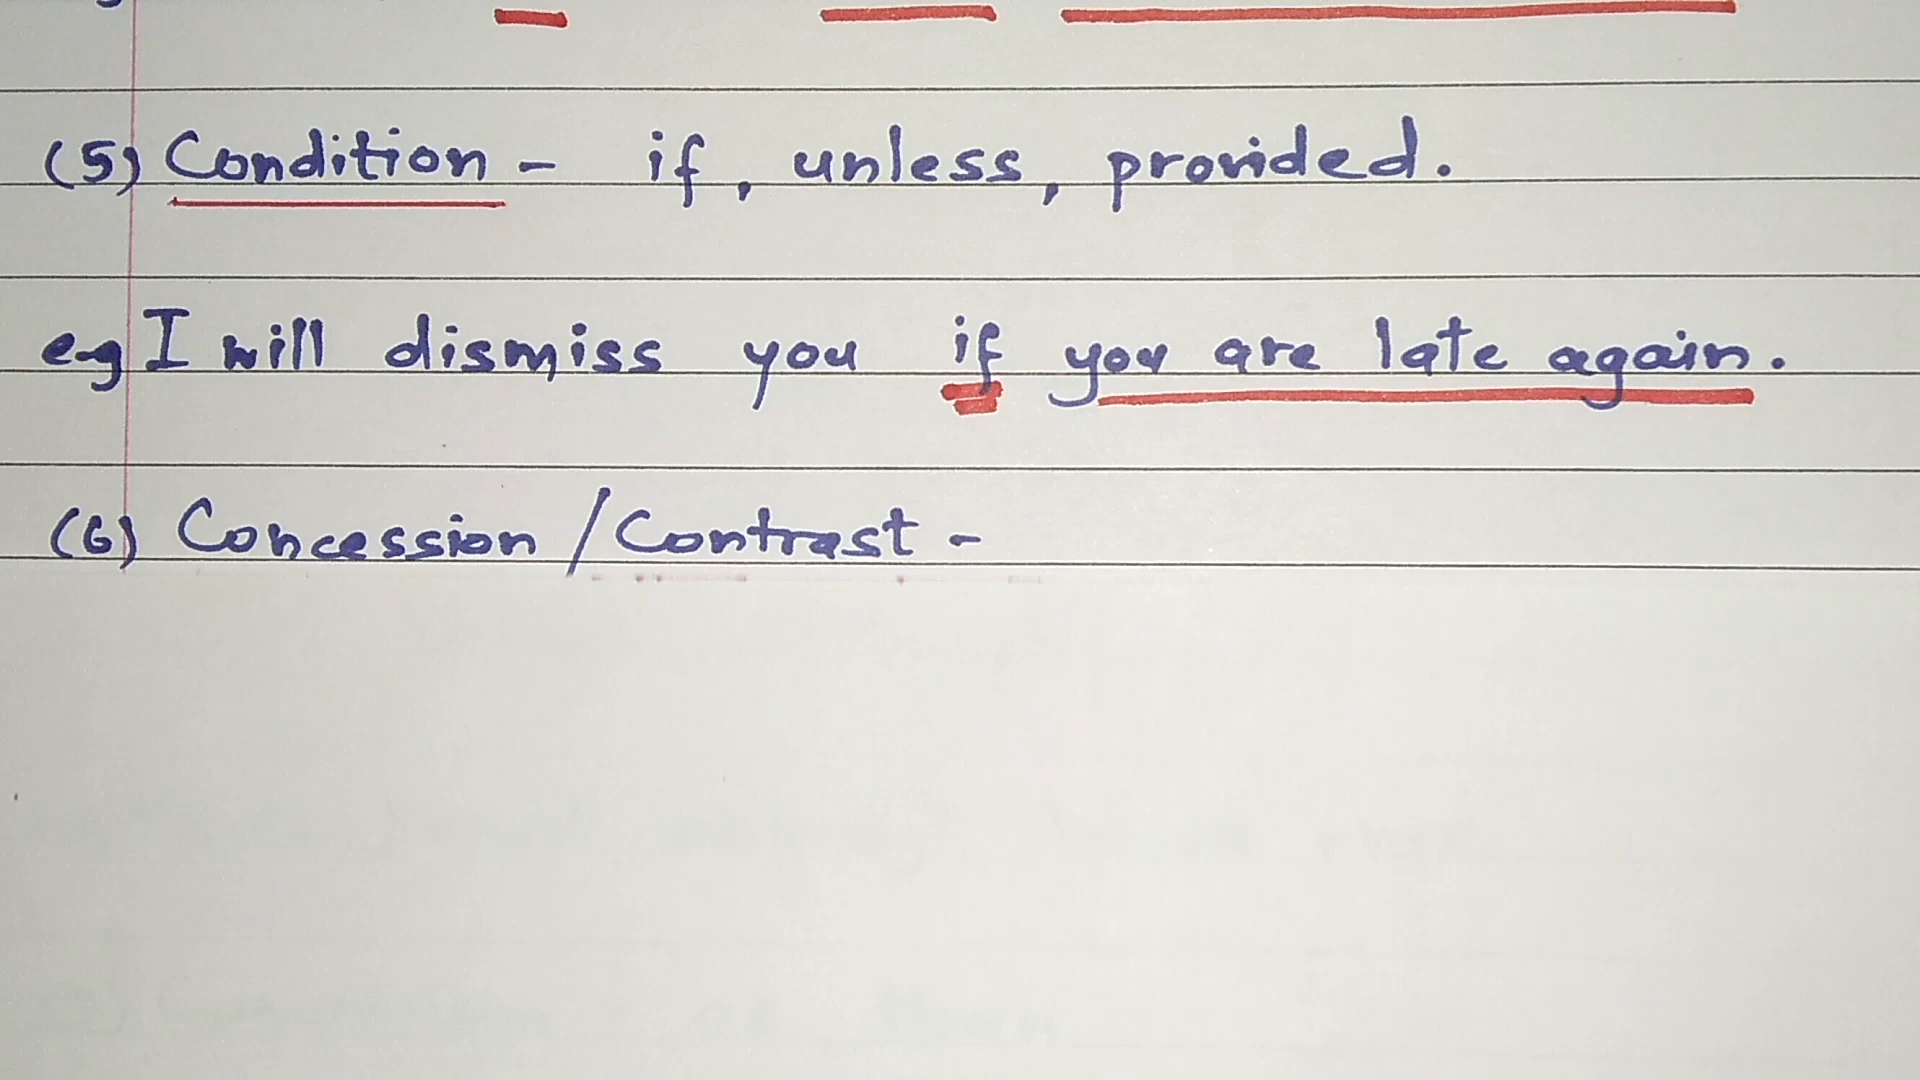 (5) Condition - if, unless, provided.
eg I will dismiss you if you are late again.
(6) Concession / Contrast -